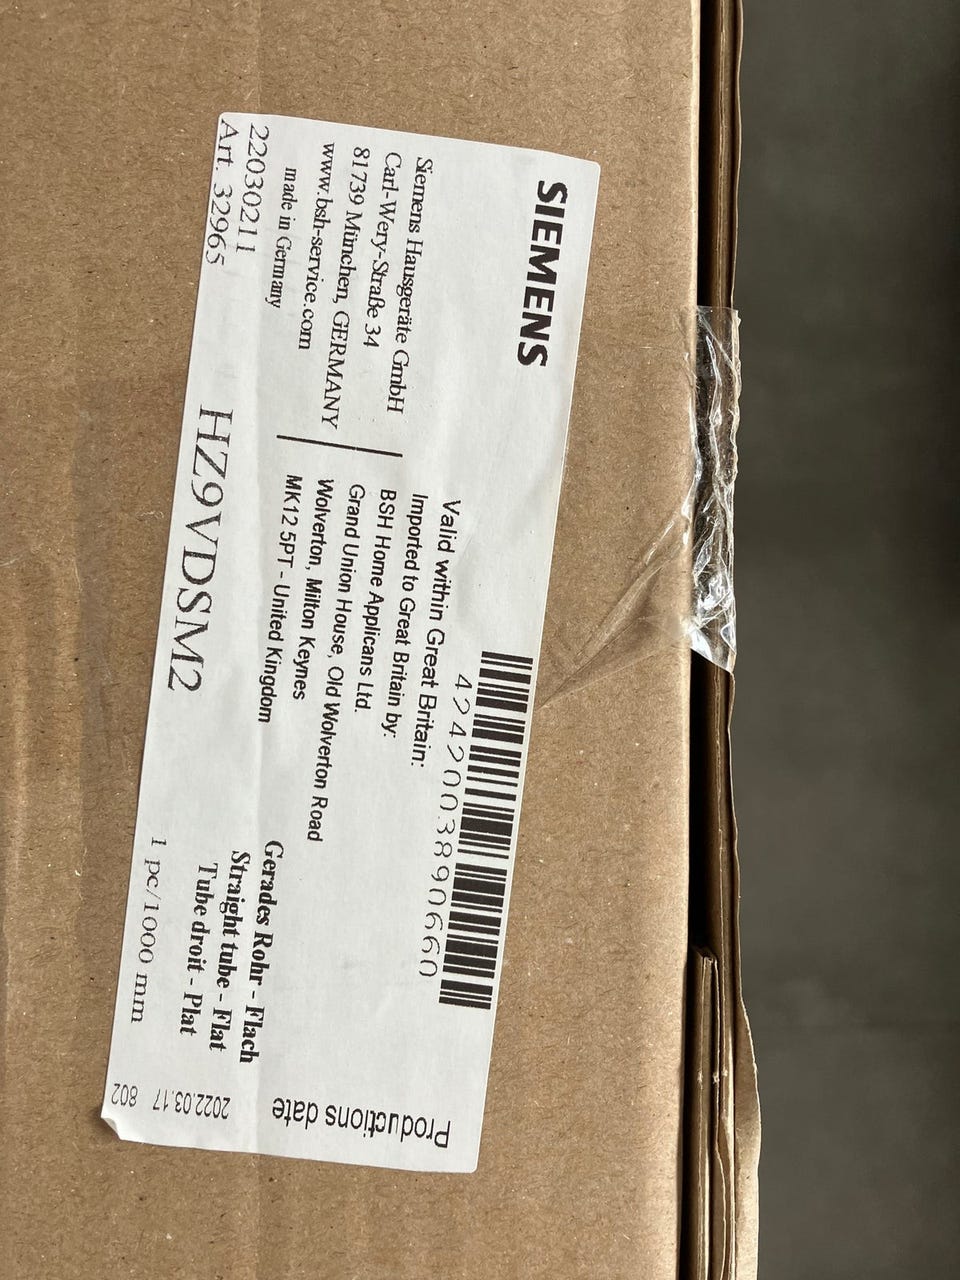 SIEMENS
4242003890660
Siemens Hausgeräte GmbH
Carl-Wery-Straße 34
81739 München, GERMANY
www.bsh-service.com
made in Germany
Valid within Great Britain:
Imported to Great Britain by:
BSH Home Applicans Ltd.
Grand Union House, Old Wolverton Road
Wolverton, Milton Keynes
MK12 5PT - United Kingdom
22030211
Art. 32965
HZ9VDSM2
Gerades Rohr - Flach
Straight tube - Flat
Tube droit - Plat
1 pc/1000 mm
Productions date
2022.03.17
802